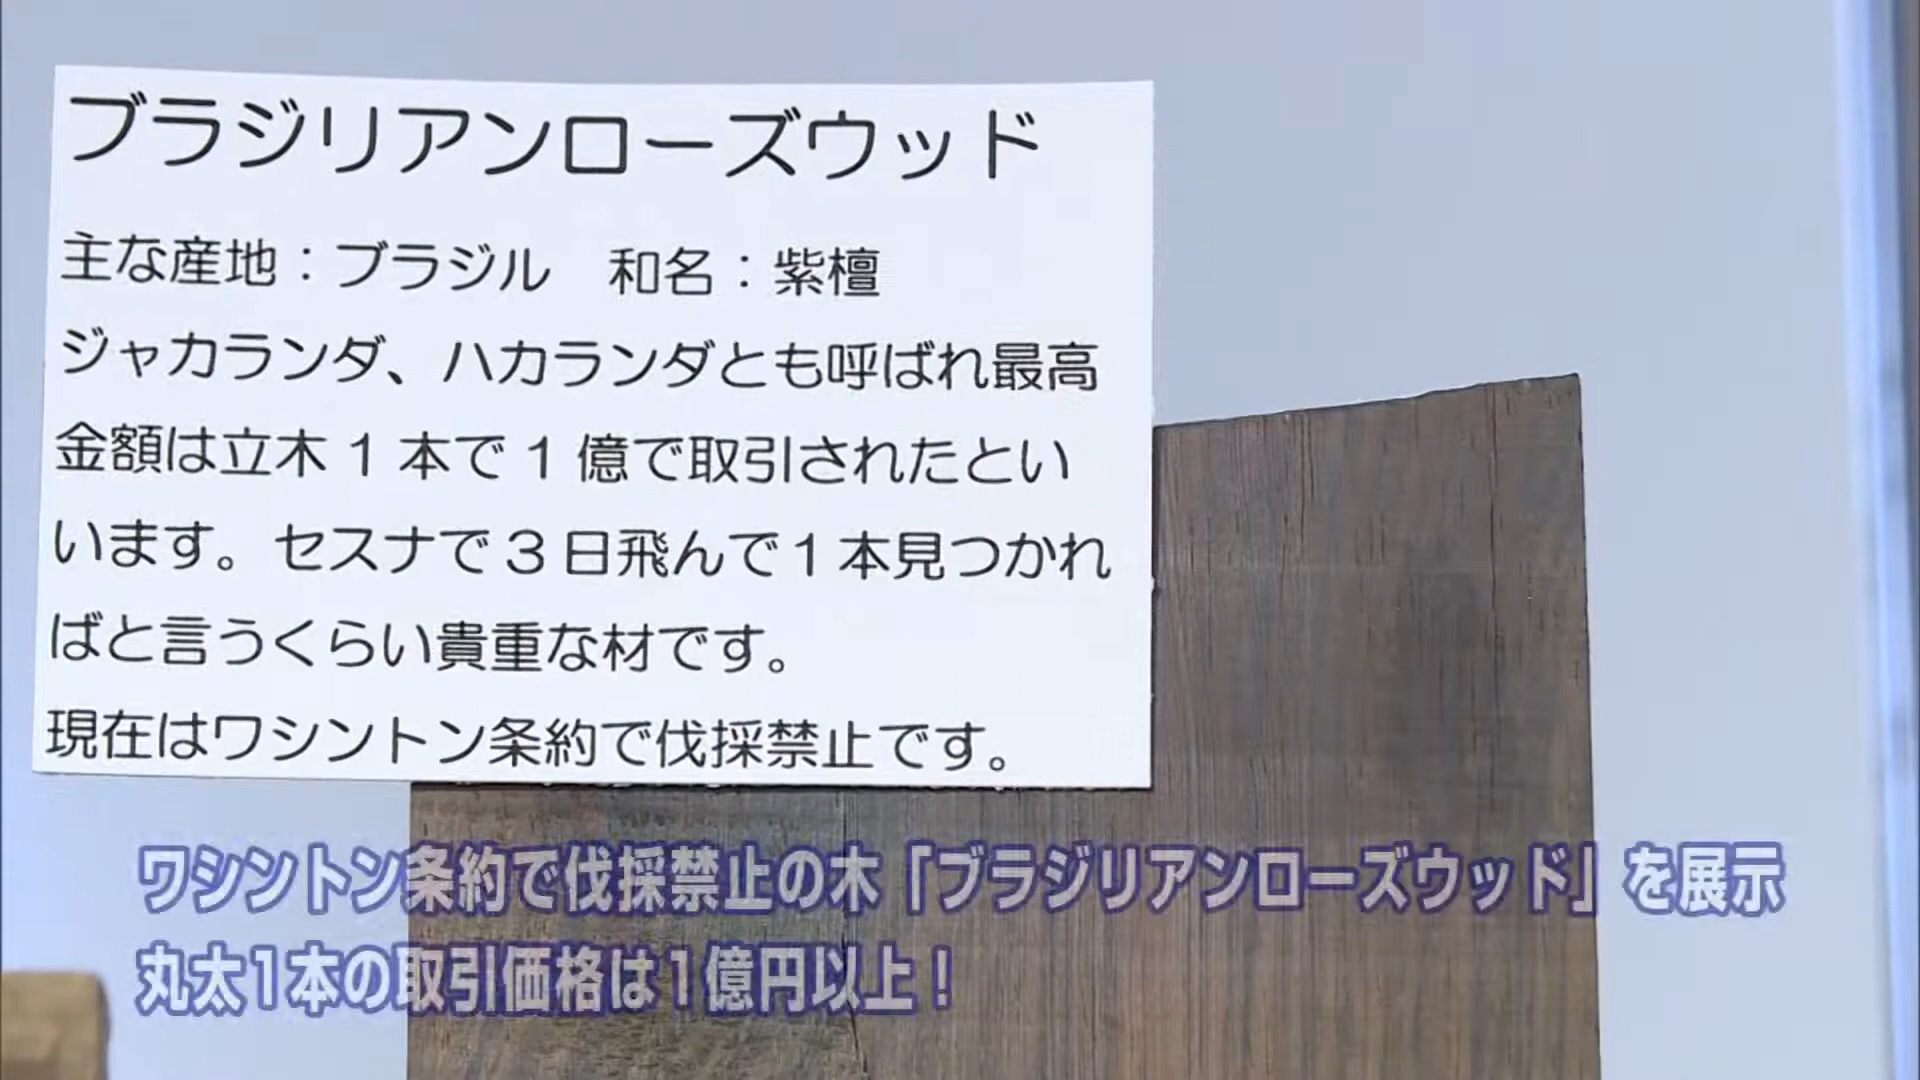 ブラジリアンローズウッド
主な産地：ブラジル　和名：紫檀
ジャカランダ、ハカランダとも呼ばれ最高
金額は立木１本で１億で取引されたとい
います。セスナで３日飛んで１本見つかれ
ばと言うくらい貴重な材です。
現在はワシントン条約で伐採禁止です。
ワシントン条約で伐採禁止の木「ブラジリアンローズウッド」を展示
丸太1本の取引価格は１億円以上！